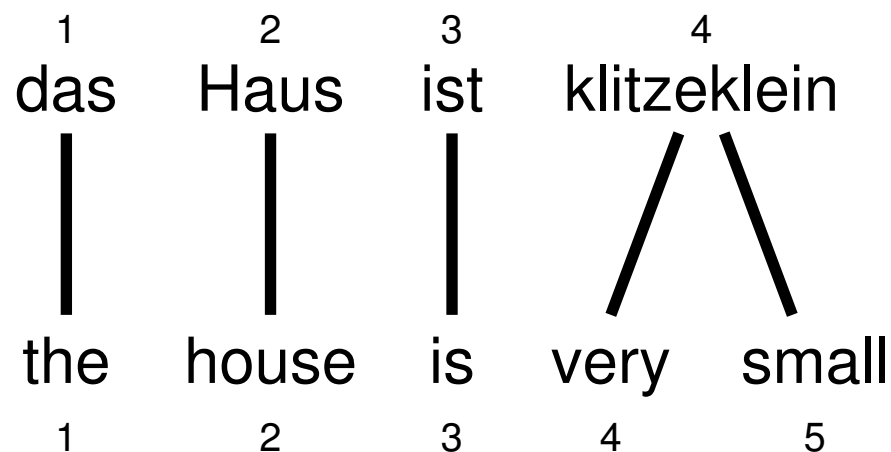 1 2 3 4
das Haus ist klitzeklein
the house is very small
1 2 3 4 5